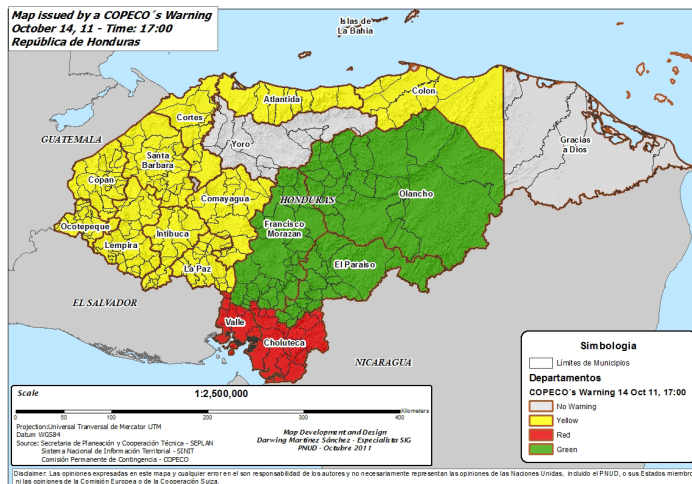 Map issued by a COPECO´s Warning
October 14, 11 - Time: 17:00
República de Honduras
Islas de
La Bahia
Atlantida
Colon
Cortes
GUATEMALA
Yoro
Gracias
a Dios
Santa
Barbara
Copan
Comayagua
Olancho
HONDURAS
Ocotepeque
Intibuca
Francisco
Morazan
Lempira
La Paz
El Paraiso
EL SALVADOR
Valle
Choluteca
NICARAGUA
Simbologia
Límites de Municipios
Departamentos
COPECO´s Warning 14 Oct 11, 17:00
No Warning
Yellow
Red
Green
Scale
1:2,500,000
Kilometers
0 50 100 200 300 400
Projection:Universal Tranversal de Mercator UTM
Datum WGS84
Source: Secretaria de Planeación y Cooperación Técnica - SEPLAN
Sistema Nacional de Información Territorial - SINIT
Comisión Permanente de Contingencia - COPECO
Map Development and Design
Darwing Martínez Sánchez - Especialista SIG
PNUD - Octubre 2011
Disclaimer: Las opiniones expresadas en este mapa y cualquier error en el son responsabilidad de los autores y no necesariamente representan las opiniones de las Naciones Unidas, incluido el PNUD, o sus Estados miembro
ni las opiniones de la Comisión Europea o de la Cooperación Suiza.